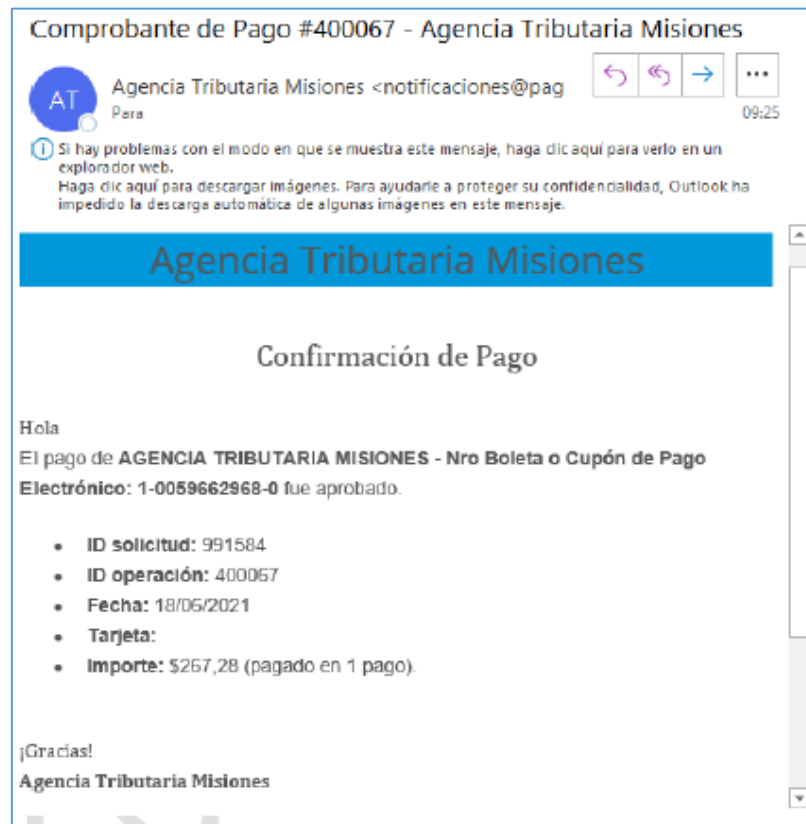 Comprobante de Pago #400067 - Agencia Tributaria Misiones
AT
Agencia Tributaria Misiones <notificaciones@pag
Para
09:25
Si hay problemas con el modo en que se muestra este mensaje, haga clic aquí para verlo en un
explorador web.
Haga clic aquí para descargar imágenes. Para ayudarle a proteger su confidencialidad, Outlook ha
impedido la descarga automática de algunas imágenes en este mensaje.
Agencia Tributaria Misiones
Confirmación de Pago
Hola
El pago de AGENCIA TRIBUTARIA MISIONES - Nro Boleta o Cupón de Pago
Electrónico: 1-0059662968-0 fue aprobado.
• ID solicitud: 991584
• ID operación: 400067
• Fecha: 18/06/2021
• Tarjeta:
• Importe: $267,28 (pagado en 1 pago).
¡Gracias!
Agencia Tributaria Misiones